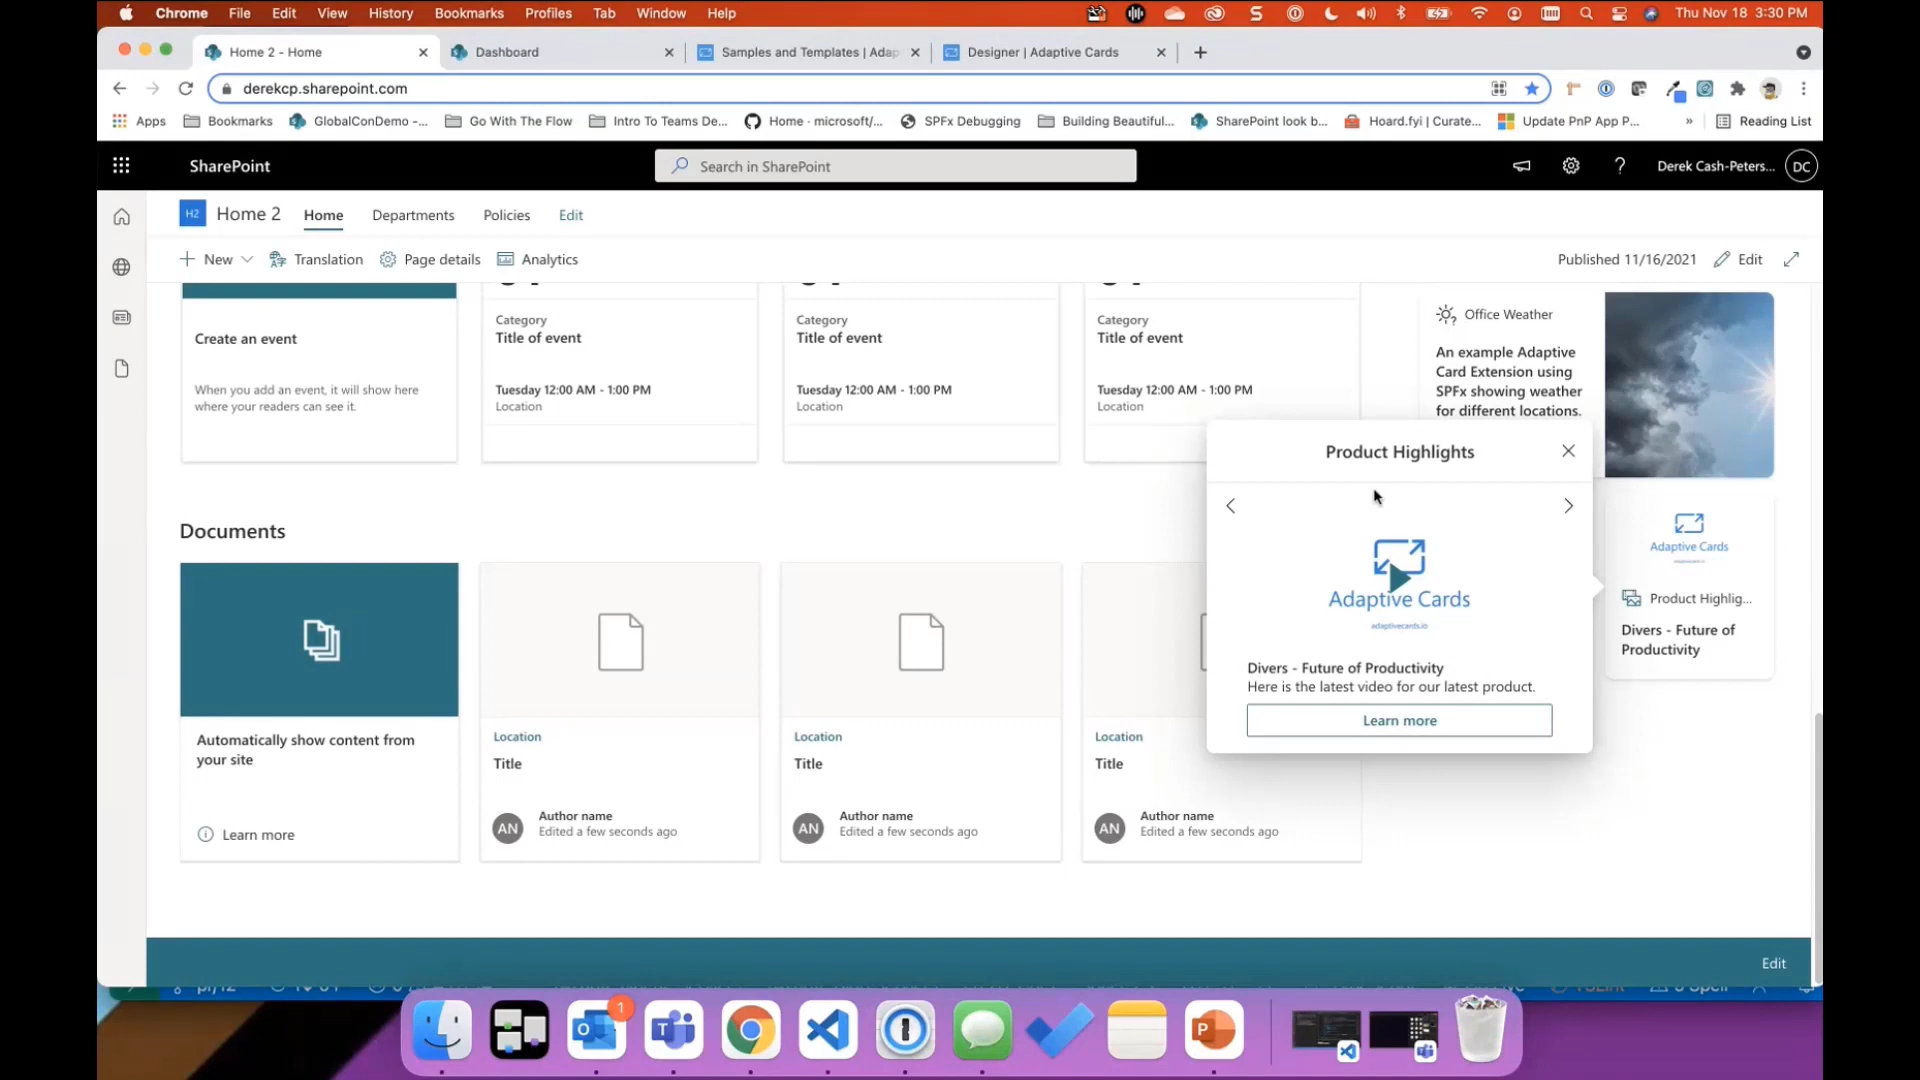 Chrome File Edit View History Bookmarks Profiles Tab Window Help
Thu Nov 18 3:30 PM
Home 2 - Home
Dashboard
Samples and Templates | Adap
Designer | Adaptive Cards
derekcp.sharepoint.com
Apps
Bookmarks
GlobalConDemo -...
Go With The Flow
Intro To Teams De...
Home · microsoft/...
SPFx Debugging
Building Beautiful...
SharePoint look b...
Hoard.fyi | Curate...
Update PnP App P...
»
Reading List
SharePoint
Search in SharePoint
Derek Cash-Peters...
DC
H2
Home 2
Home
Departments
Policies
Edit
New
Translation
Page details
Analytics
Published 11/16/2021
Edit
Create an event
When you add an event, it will show here
where your readers can see it.
Category
Title of event
Tuesday 12:00 AM - 1:00 PM
Location
Category
Title of event
Tuesday 12:00 AM - 1:00 PM
Location
Category
Title of event
Tuesday 12:00 AM - 1:00 PM
Location
Office Weather
An example Adaptive
Card Extension using
SPFx showing weather
for different locations.
Product Highlights
Adaptive Cards
adaptivecards.io
Divers - Future of Productivity
Here is the latest video for our latest product.
Learn more
Adaptive Cards
Product Highlig...
Divers - Future of
Productivity
Documents
Automatically show content from
your site
Learn more
Location
Title
AN
Author name
Edited a few seconds ago
Location
Title
AN
Author name
Edited a few seconds ago
Location
Title
AN
Author name
Edited a few seconds ago
Edit
1